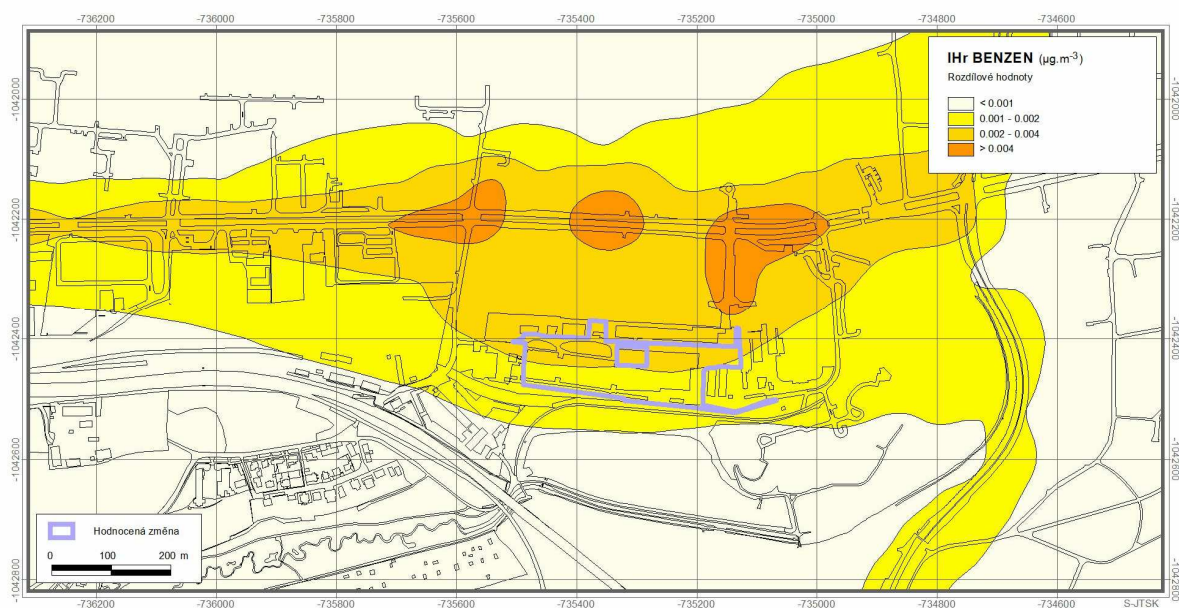 -736200 -736000 -735800 -735600 -735400 -735200 -735000 -734800 -734600
IHr BENZEN (µg.m-3)
Rozdílové hodnoty
< 0.001
0.001 - 0.002
0.002 - 0.004
> 0.004
-1042000 -1042000
-1042200 -1042200
-1042400 -1042400
-1042600 -1042600
-1042800 -1042800
Hodnocená změna
0 100 200 m
-736200 -736000 -735800 -735600 -735400 -735200 -735000 -734800 -734600
S-JTSK